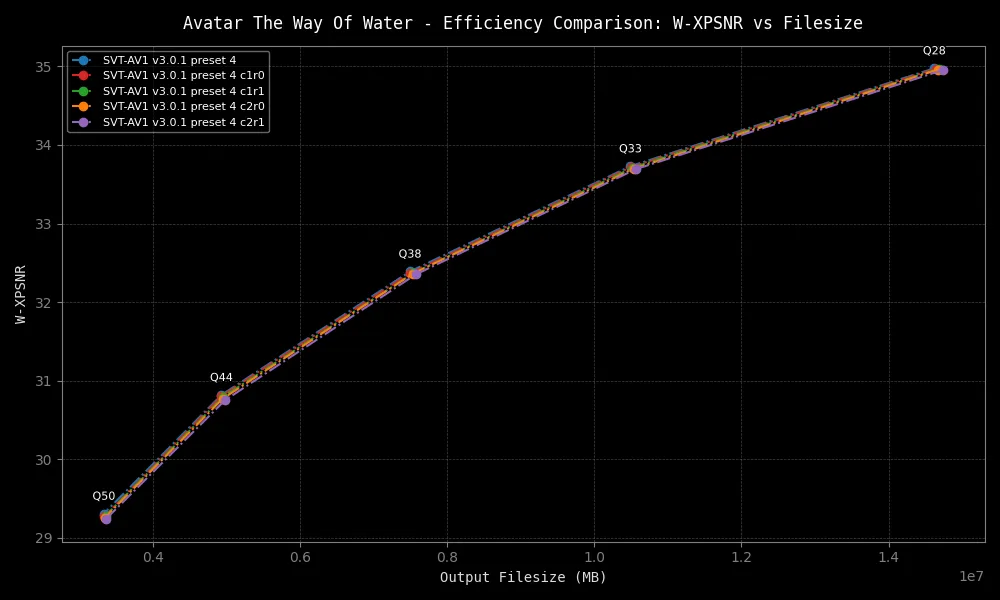 Avatar The Way Of Water - Efficiency Comparison: W-XPSNR vs Filesize
SVT-AV1 v3.0.1 preset 4
SVT-AV1 v3.0.1 preset 4 c1r0
SVT-AV1 v3.0.1 preset 4 c1r1
SVT-AV1 v3.0.1 preset 4 c2r0
SVT-AV1 v3.0.1 preset 4 c2r1
Q28
Q33
Q38
Q44
Q50
35
34
33
32
31
30
29
W-XPSNR
0.4 0.6 0.8 1.0 1.2 1.4
1e7
Output Filesize (MB)